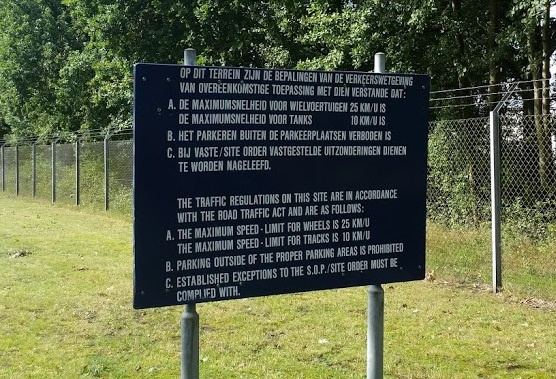 OP DIT TERREIN ZIJN DE BEPALINGEN VAN DE VERKEERSWETGEVING
VAN OVEREENKOMSTIGE TOEPASSING MET DIEN VERSTANDE DAT:
A. DE MAXIMUMSNELHEID VOOR WIELVOERTUIGEN 25 KM/U IS
DE MAXIMUMSNELHEID VOOR TANKS 10 KM/U IS
B. HET PARKEREN BUITEN DE PARKEERPLAATSEN VERBODEN IS
C. BIJ VASTE/SITE ORDER VASTGESTELDE UITZONDERINGEN DIENEN
TE WORDEN NAGELEEFD.
THE TRAFFIC REGULATIONS ON THIS SITE ARE IN ACCORDANCE
WITH THE ROAD TRAFFIC ACT AND ARE AS FOLLOWS:
A. THE MAXIMUM SPEED-LIMIT FOR WHEELS IS 25 KM/U
THE MAXIMUM SPEED-LIMIT FOR TRACKS IS 10 KM/U
B. PARKING OUTSIDE OF THE PROPER PARKING AREAS IS PROHIBITED
C. ESTABLISHED EXCEPTIONS TO THE S.O.P./SITE ORDER MUST BE
COMPLIED WITH.